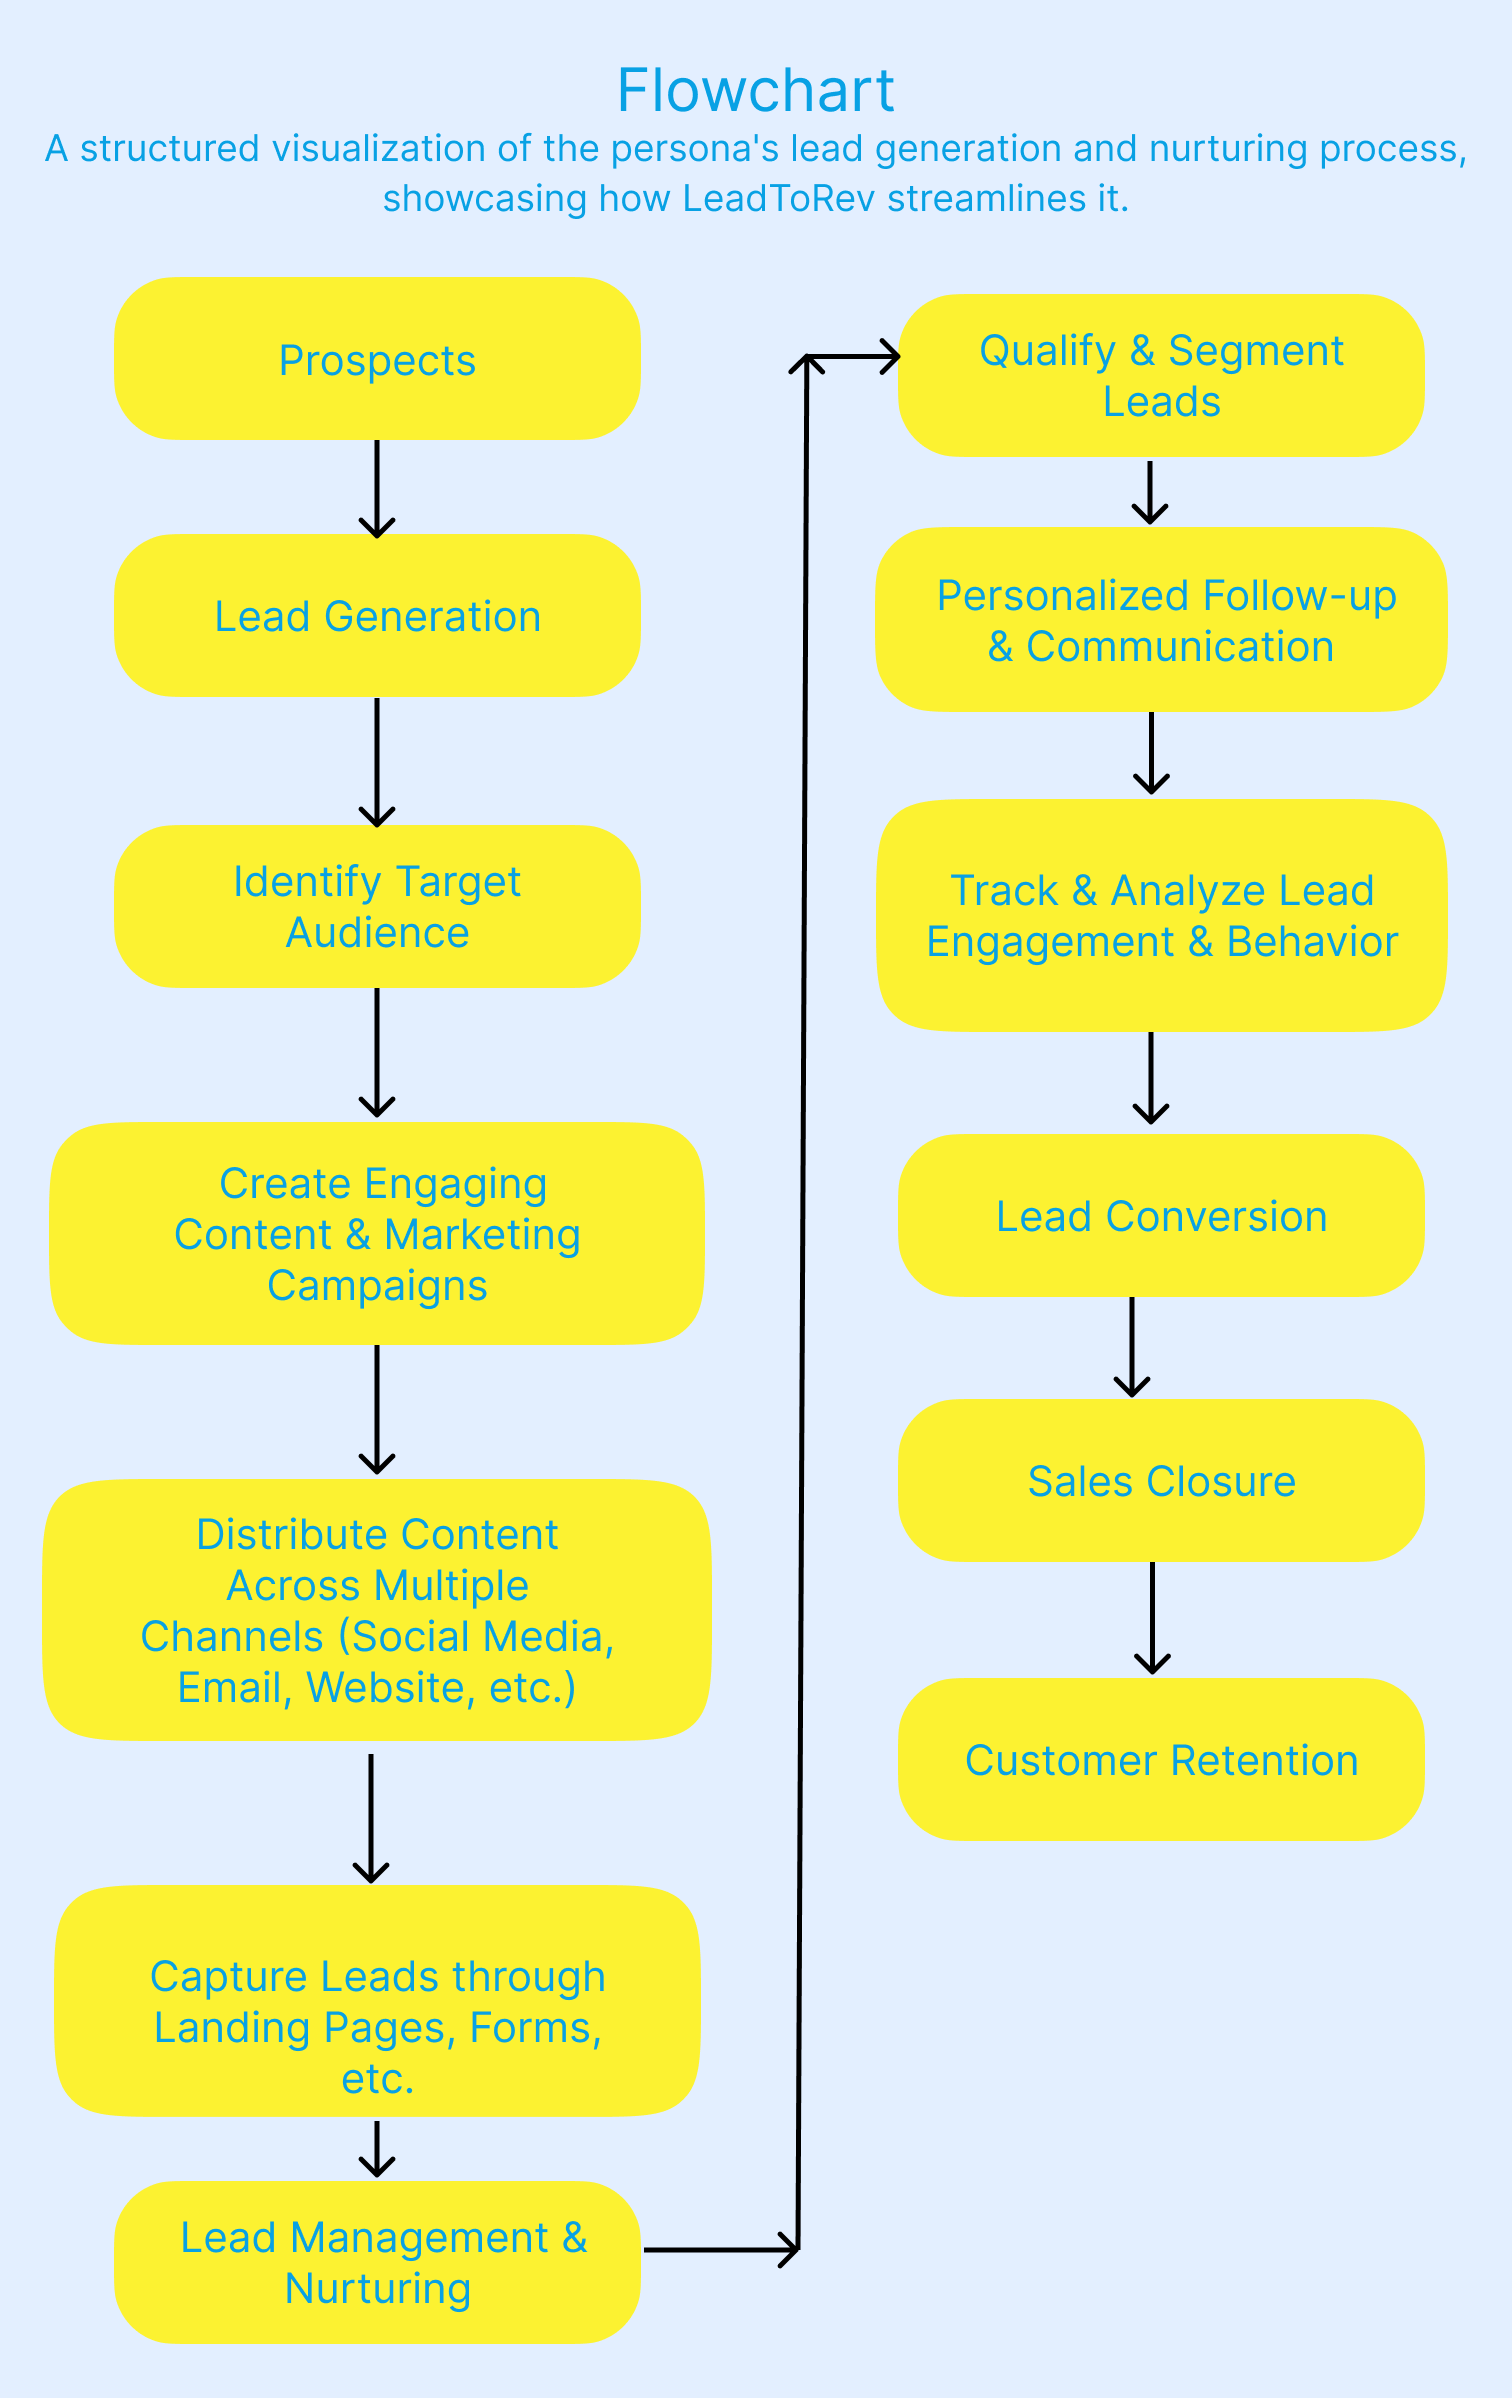 Flowchart
A structured visualization of the persona's lead generation and nurturing process,
showcasing how LeadToRev streamlines it.
Prospects
Lead Generation
Identify Target
Audience
Create Engaging
Content & Marketing
Campaigns
Distribute Content
Across Multiple
Channels (Social Media,
Email, Website, etc.)
Capture Leads through
Landing Pages, Forms,
etc.
Lead Management &
Nurturing
Qualify & Segment
Leads
Personalized Follow-up
& Communication
Track & Analyze Lead
Engagement & Behavior
Lead Conversion
Sales Closure
Customer Retention